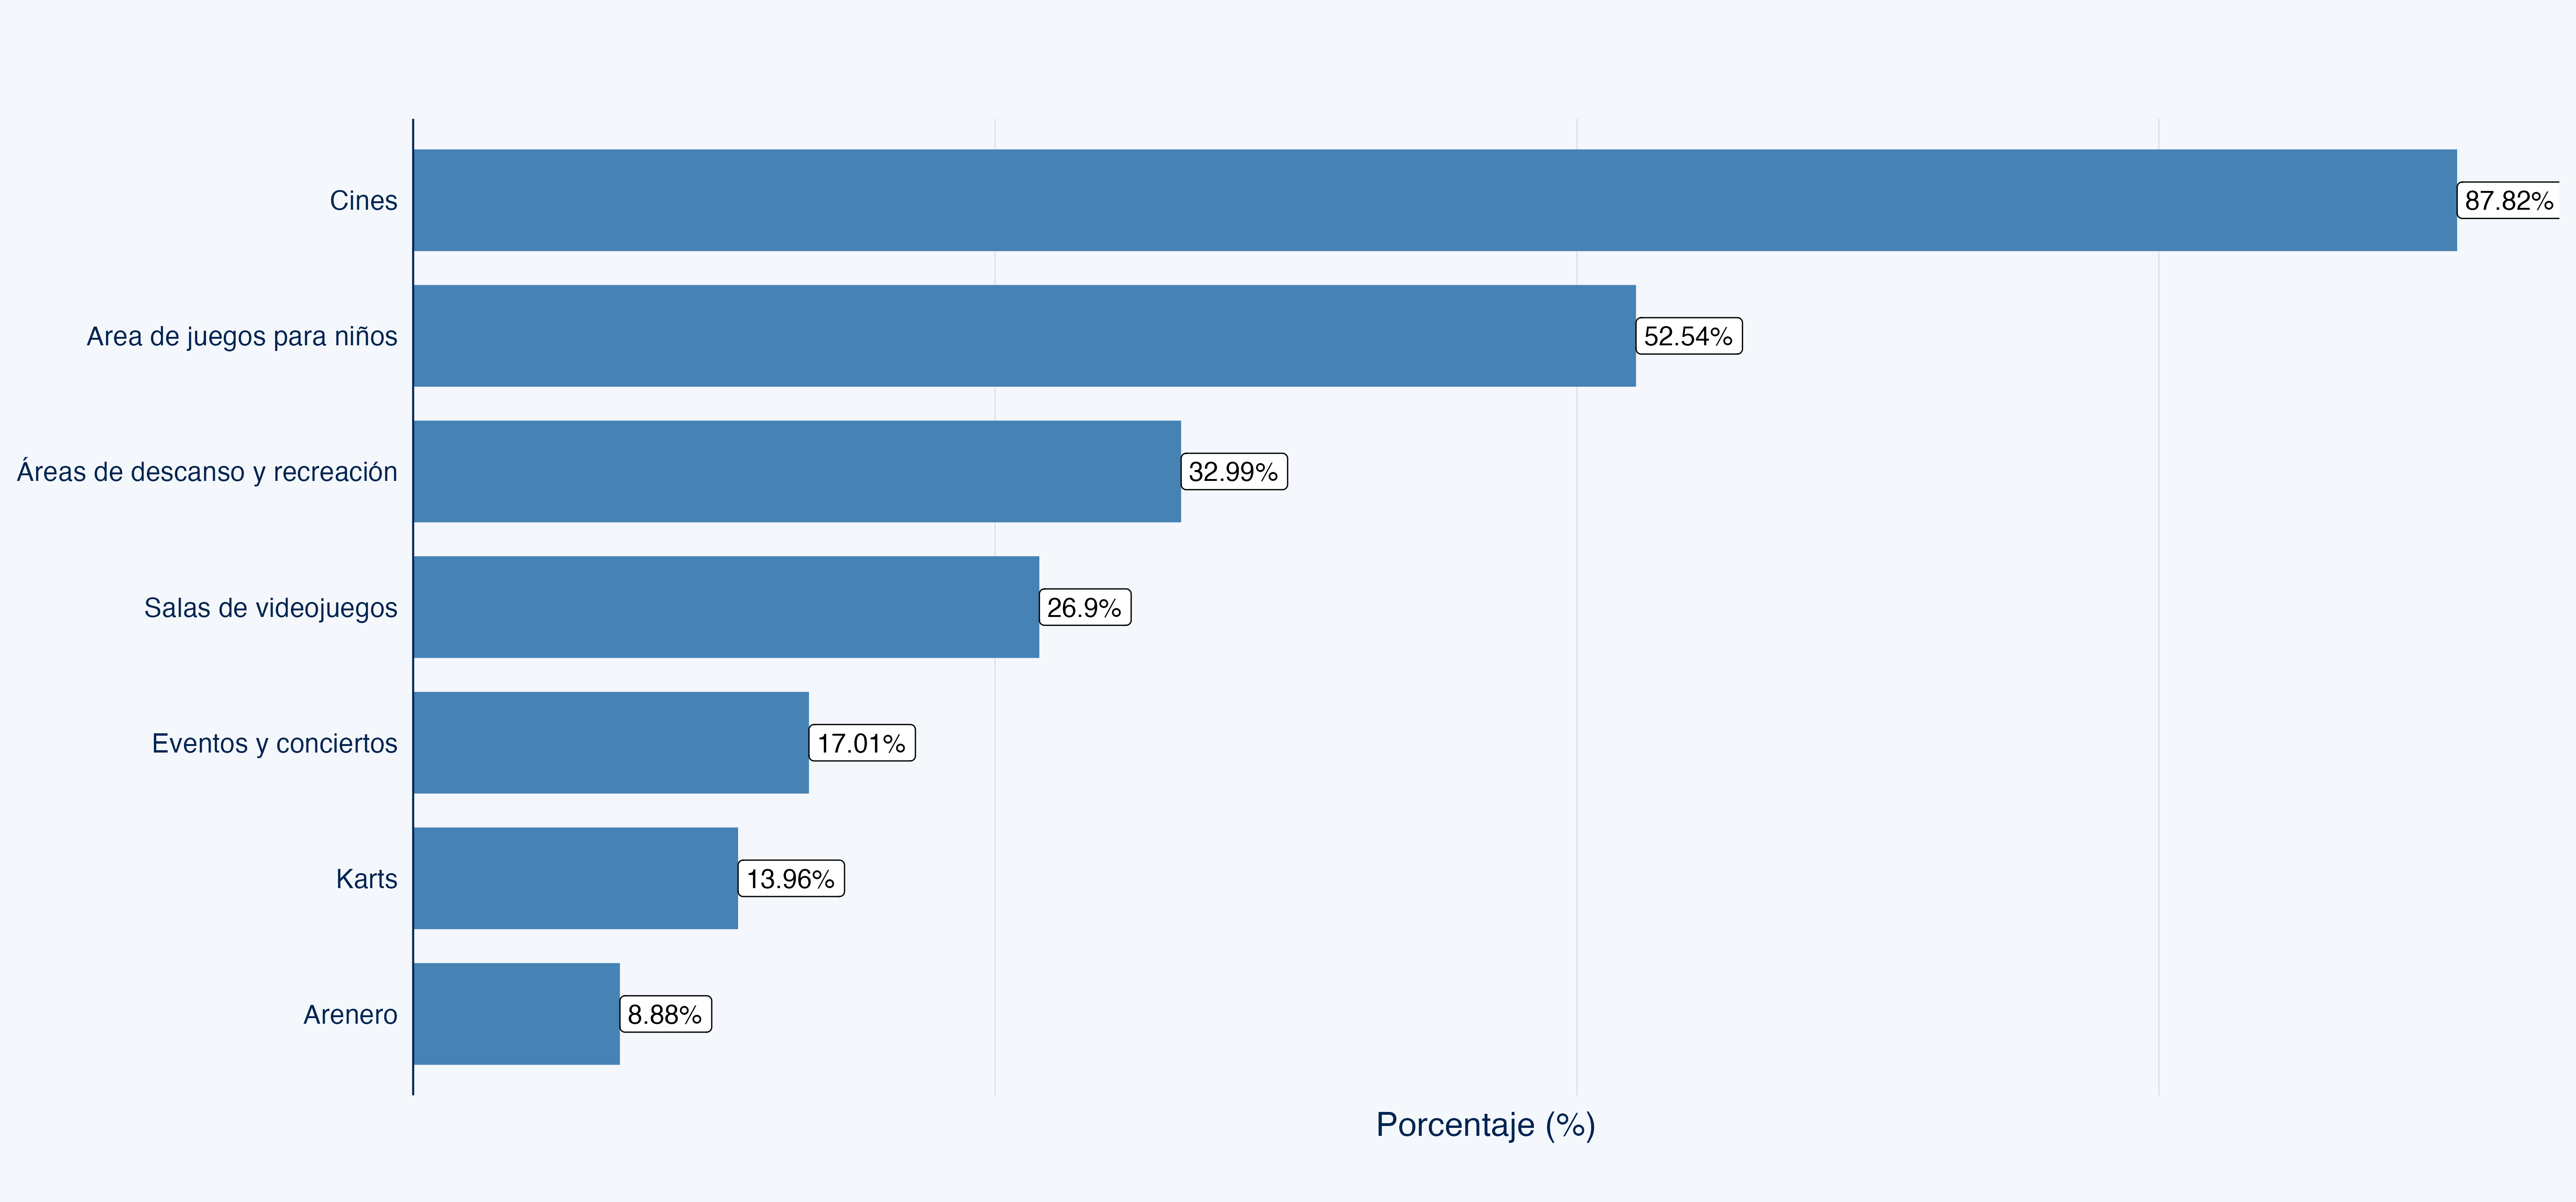 Cines
87.82%
Area de juegos para niños
52.54%
Áreas de descanso y recreación
32.99%
Salas de videojuegos
26.9%
Eventos y conciertos
17.01%
Karts
13.96%
Arenero
8.88%
Porcentaje (%)